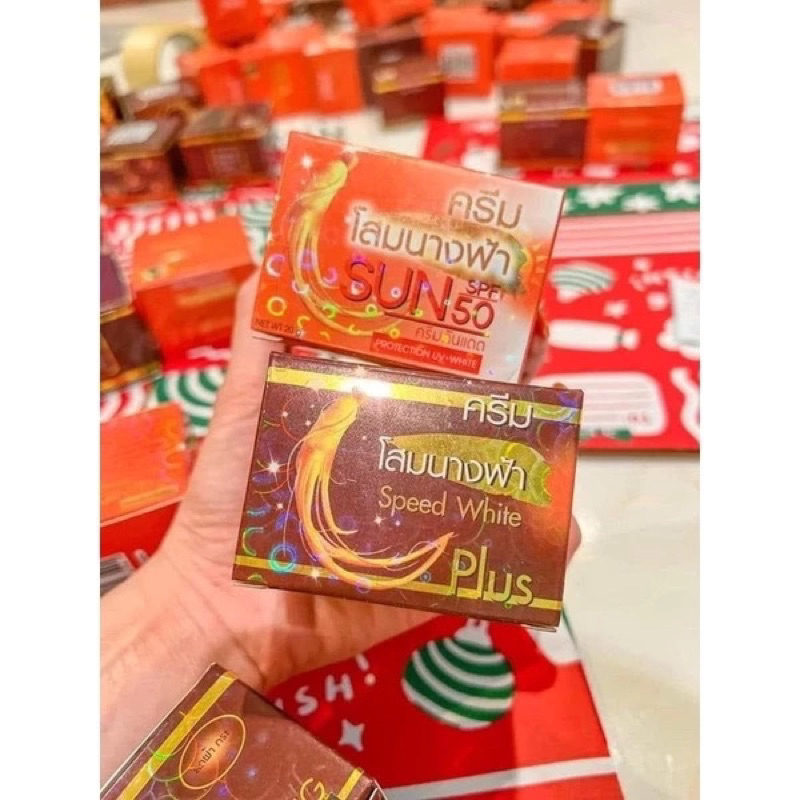 ครีม
โสมนางฟ้า
SUN SPF
50
ครีมกันแดด
NET WT. 20
PROTECTION UV+WHITE
ครีม
โสมนางฟ้า
Speed White
Plus
SH!